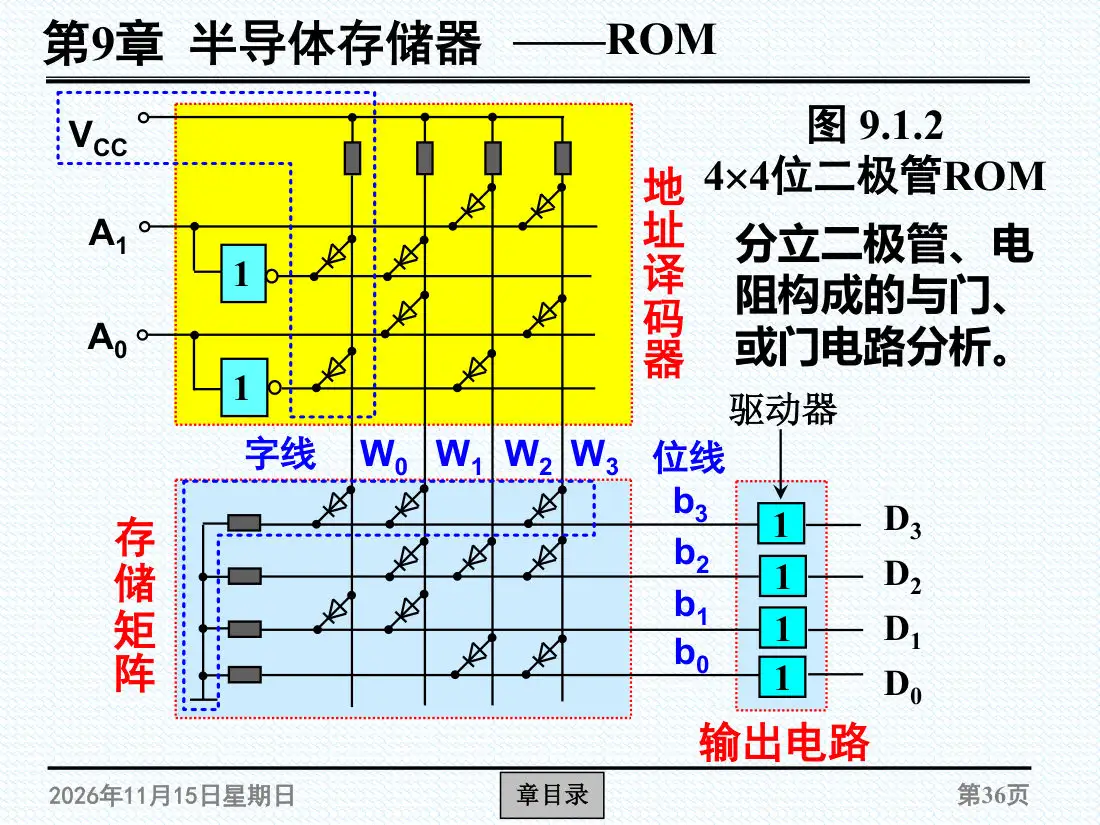 第9章 半导体存储器 ——ROM
VCC
A1
1
A0
1
地址译码器
图 9.1.2
4×4位二极管ROM
分立二极管、电
阻构成的与门、
或门电路分析。
驱动器
字线 W0 W1 W2 W3 位线
存储矩阵
b3 1 D3
b2 1 D2
b1 1 D1
b0 1 D0
输出电路
2026年11月15日星期日
章目录
第36页